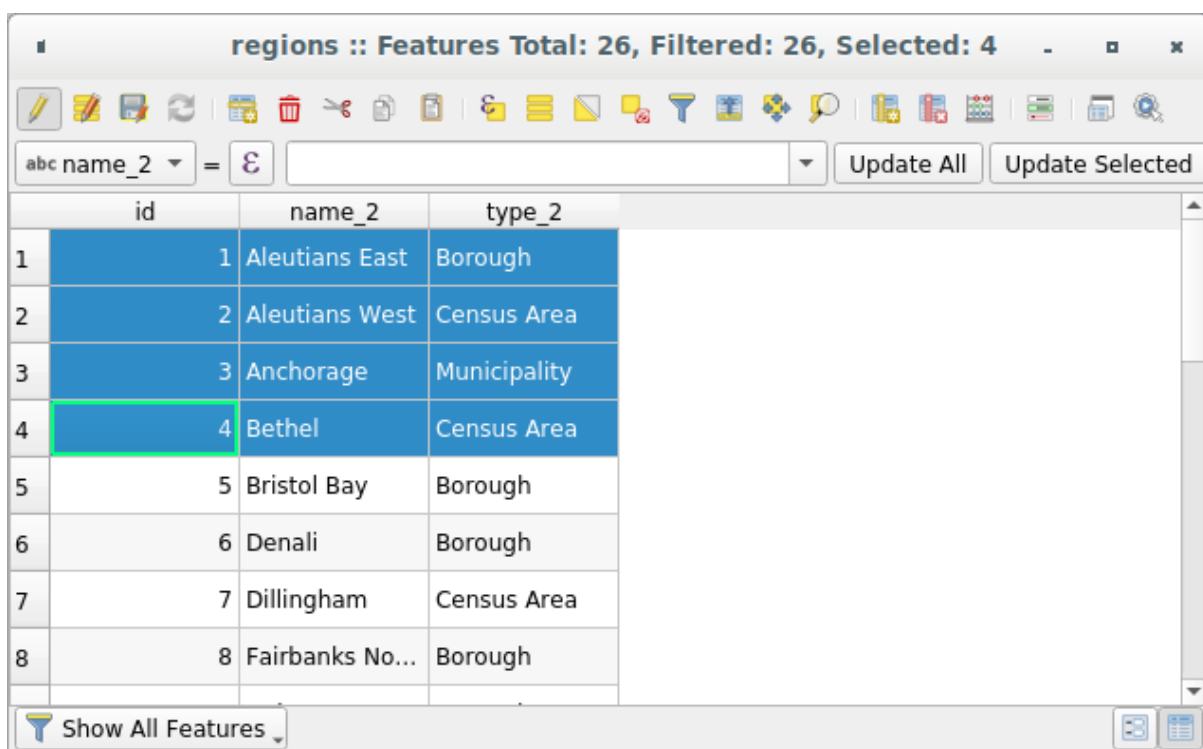 regions :: Features Total: 26, Filtered: 26, Selected: 4
abc name_2 = ε Update All Update Selected
id name_2 type_2
1 1 Aleutians East Borough
2 2 Aleutians West Census Area
3 3 Anchorage Municipality
4 4 Bethel Census Area
5 5 Bristol Bay Borough
6 6 Denali Borough
7 7 Dillingham Census Area
8 8 Fairbanks No... Borough
Show All Features